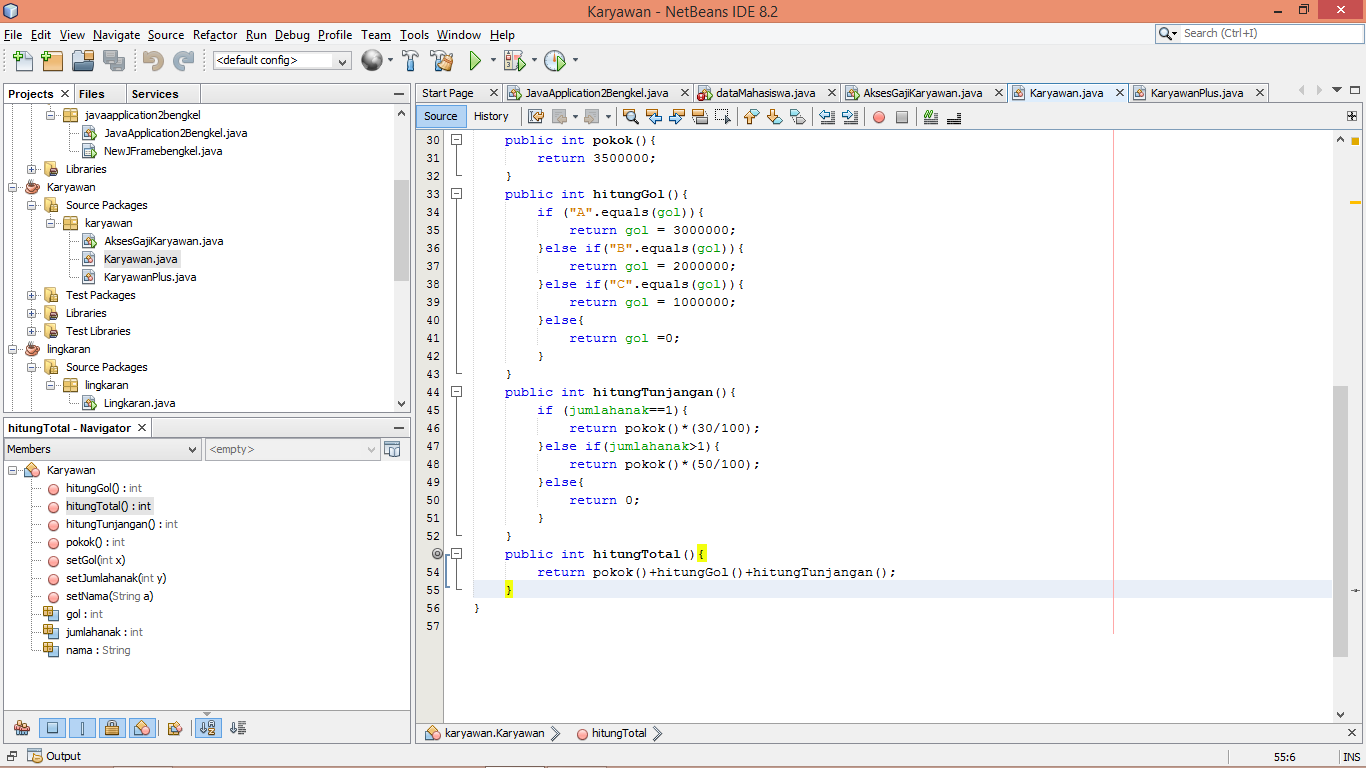 Karyawan - NetBeans IDE 8.2
File Edit View Navigate Source Refactor Run Debug Profile Team Tools Window Help
Search (Ctrl+I)
<default config>
Projects Files Services
javaapplication2bengkel
JavaApplication2Bengkel.java
NewJFramebengkel.java
Libraries
Karyawan
Source Packages
karyawan
AksesGajiKaryawan.java
Karyawan.java
KaryawanPlus.java
Test Packages
Libraries
Test Libraries
lingkaran
Source Packages
lingkaran
Lingkaran.java
hitungTotal - Navigator
Members <empty>
Karyawan
hitungGol() : int
hitungTotal() : int
hitungTunjangan() : int
pokok() : int
setGol(int x)
setJumlahanak(int y)
setNama(String a)
gol : int
jumlahanak : int
nama : String
Start Page JavaApplication2Bengkel.java dataMahasiswa.java AksesGajiKaryawan.java Karyawan.java KaryawanPlus.java
Source History
30 public int pokok(){
31 return 3500000;
32 }
33 public int hitungGol(){
34 if ("A".equals(gol)){
35 return gol = 3000000;
36 }else if("B".equals(gol)){
37 return gol = 2000000;
38 }else if("C".equals(gol)){
39 return gol = 1000000;
40 }else{
41 return gol =0;
42 }
43 }
44 public int hitungTunjangan(){
45 if (jumlahanak==1){
46 return pokok()*(30/100);
47 }else if(jumlahanak>1){
48 return pokok()*(50/100);
49 }else{
50 return 0;
51 }
52 }
public int hitungTotal(){
54 return pokok()+hitungGol()+hitungTunjangan();
55 }
56 }
57
karyawan.Karyawan hitungTotal
Output
55:6 INS